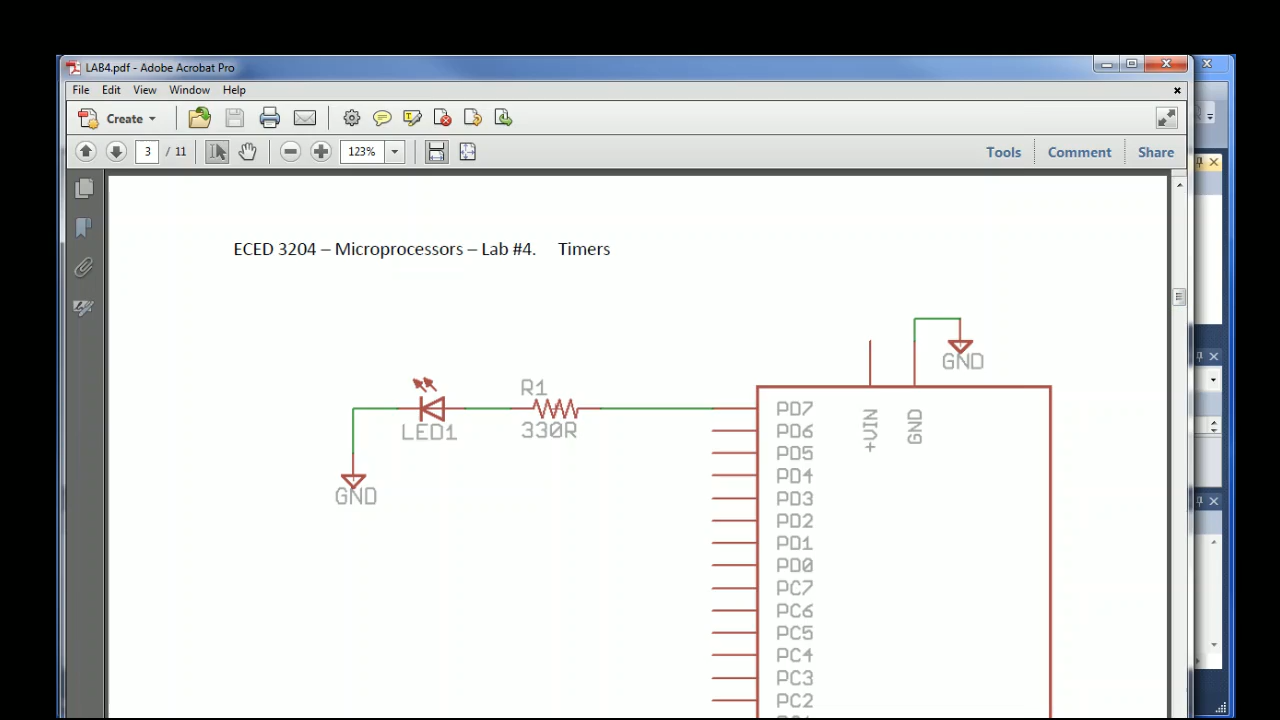 LAB4.pdf - Adobe Acrobat Pro
File Edit View Window Help
Create
3 / 11 123% Tools Comment Share
ECED 3204 – Microprocessors – Lab #4. Timers
GND
R1
LED1 330R
GND
+VIN
GND
PD7
PD6
PD5
PD4
PD3
PD2
PD1
PD0
PC7
PC6
PC5
PC4
PC3
PC2